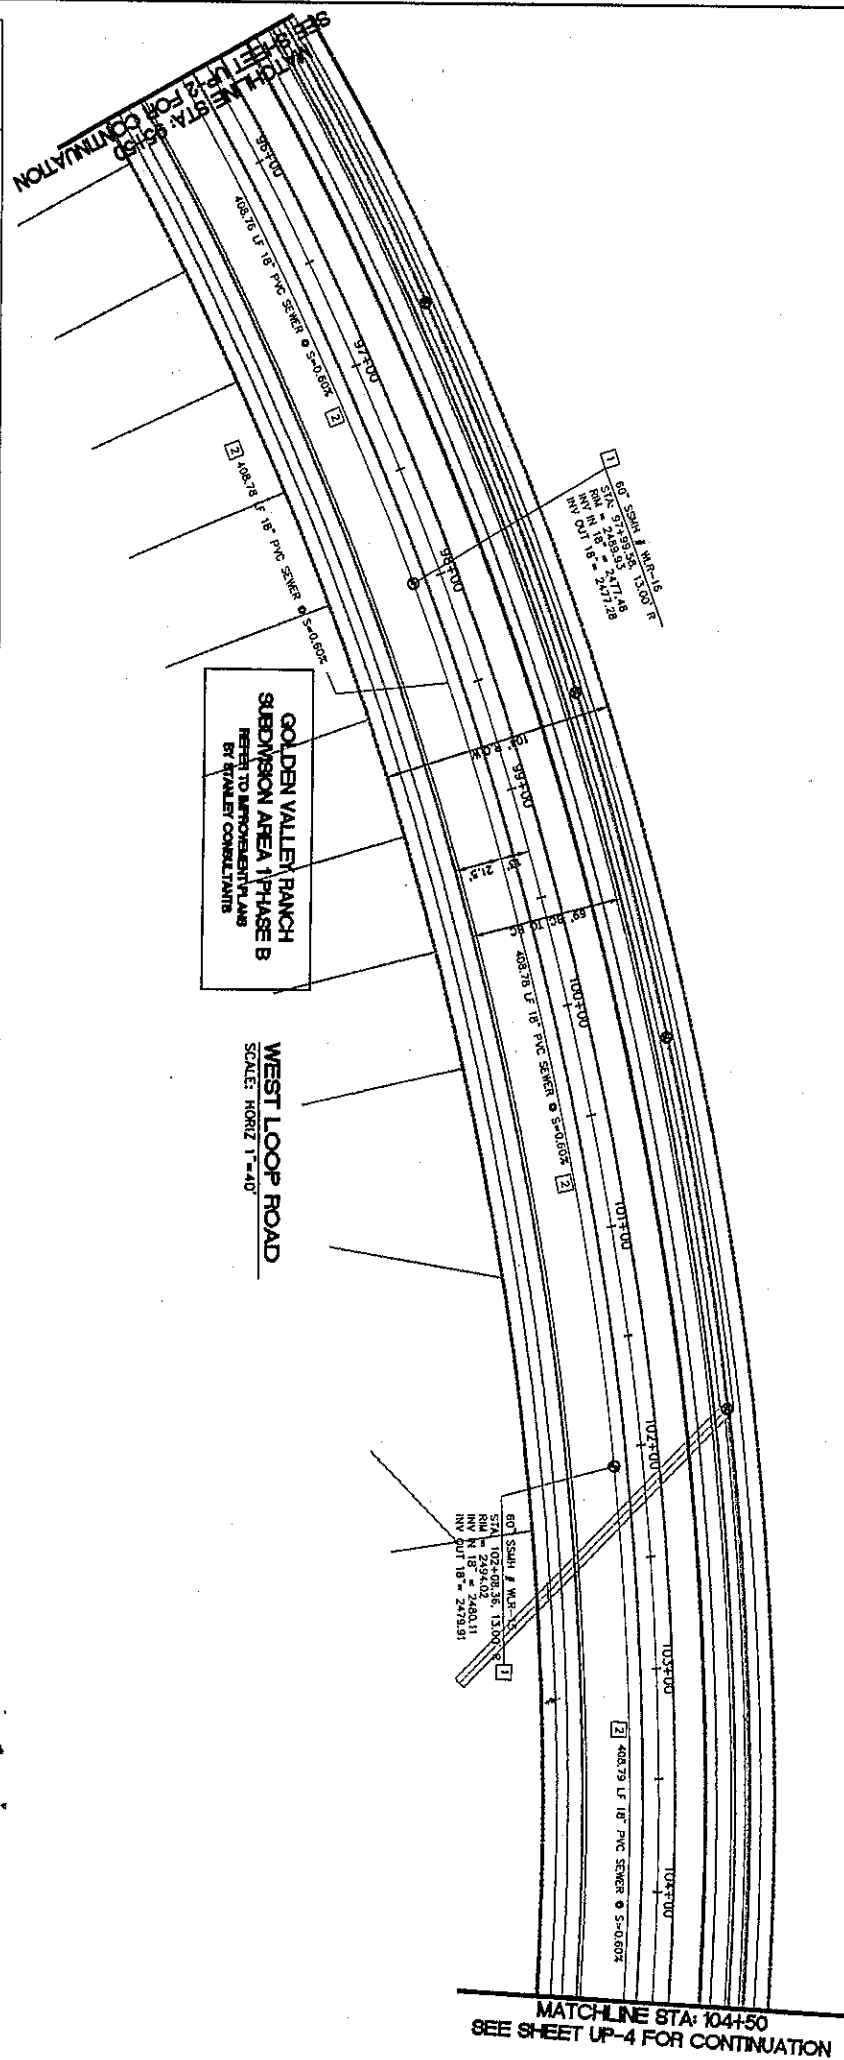 MATCHLINE STA: 95+50
SEE SHEET UP-2 FOR CONTINUATION
96+00
408.76 LF 18" PVC SEWER @ S=0.60% 2
97+00
2 408.78 LF 18" PVC SEWER @ S=0.60%
1
60" SSMH # WLR-16
STA: 97+99.58, 13.00' R
RIM = 2489.93
INV IN 18" = 2477.48
INV OUT 18" = 2477.28
98+00
GOLDEN VALLEY RANCH
SUBDIVISION AREA 1 PHASE B
REFER TO IMPROVEMENT PLANS
BY STANLEY CONSULTANTS
104' R.O.W.
99+00
13'
21.5'
69' BC TO BC
408.78 LF 18" PVC SEWER @ S=0.60% 2
100+00
WEST LOOP ROAD
SCALE: HORIZ 1"=40'
101+00
102+00
60" SSMH # WLR-15
STA: 102+08.36, 13.00' R
RIM = 2494.02
INV IN 18" = 2480.11
INV OUT 18" = 2479.91
1
103+00
2 408.79 LF 18" PVC SEWER @ S=0.60%
104+00
MATCHLINE STA: 104+50
SEE SHEET UP-4 FOR CONTINUATION